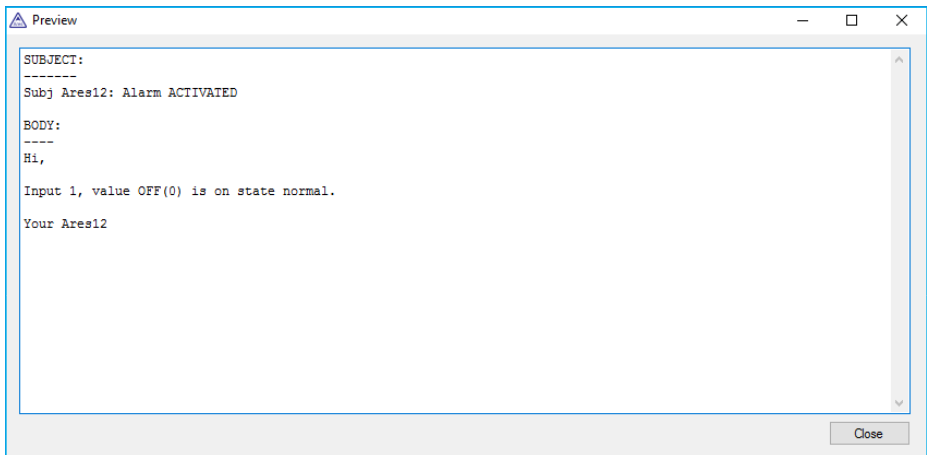 Preview
SUBJECT:
-------
Subj Ares12: Alarm ACTIVATED
BODY:
----
Hi,
Input 1, value OFF(0) is on state normal.
Your Ares12
Close